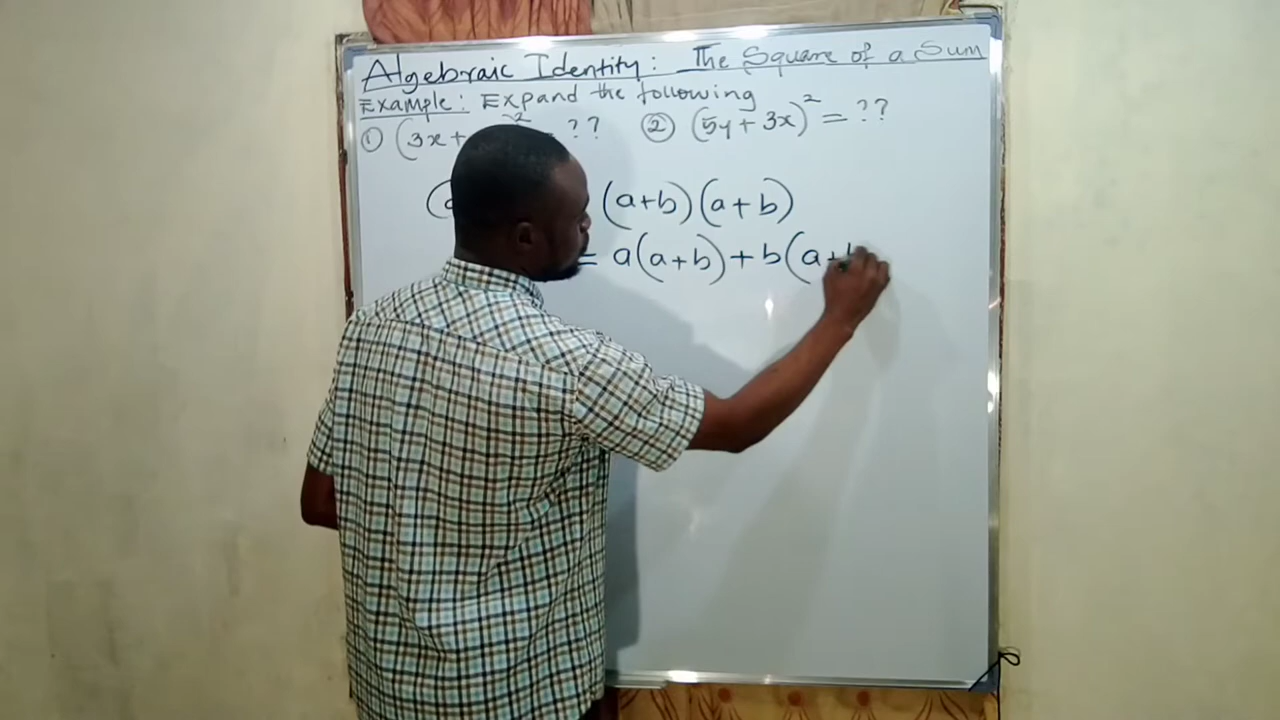 Algebraic Identity: The Square of a Sum
Example: Expand the following
① (3x+ )² = ?? ② (5y+3x)² = ??
( (a+b)(a+b)
= a(a+b)+b(a+b